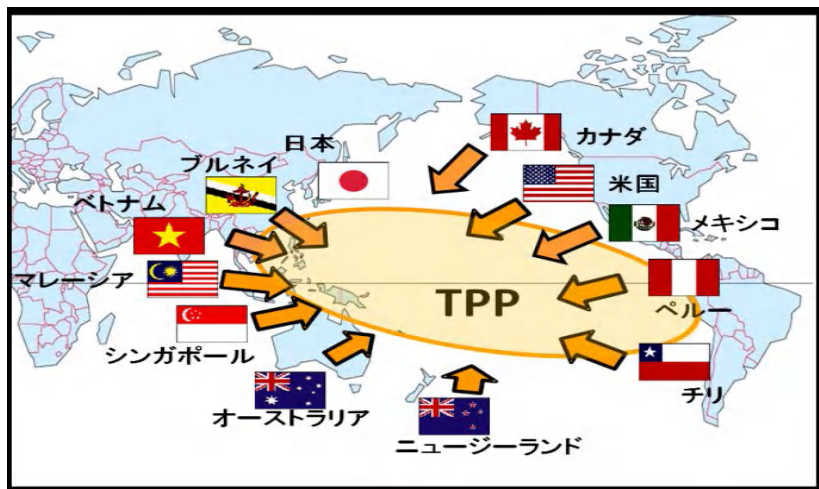 日本
カナダ
ブルネイ
米国
ベトナム
メキシコ
マレーシア
TPP
ペルー
シンガポール
チリ
オーストラリア
ニュージーランド